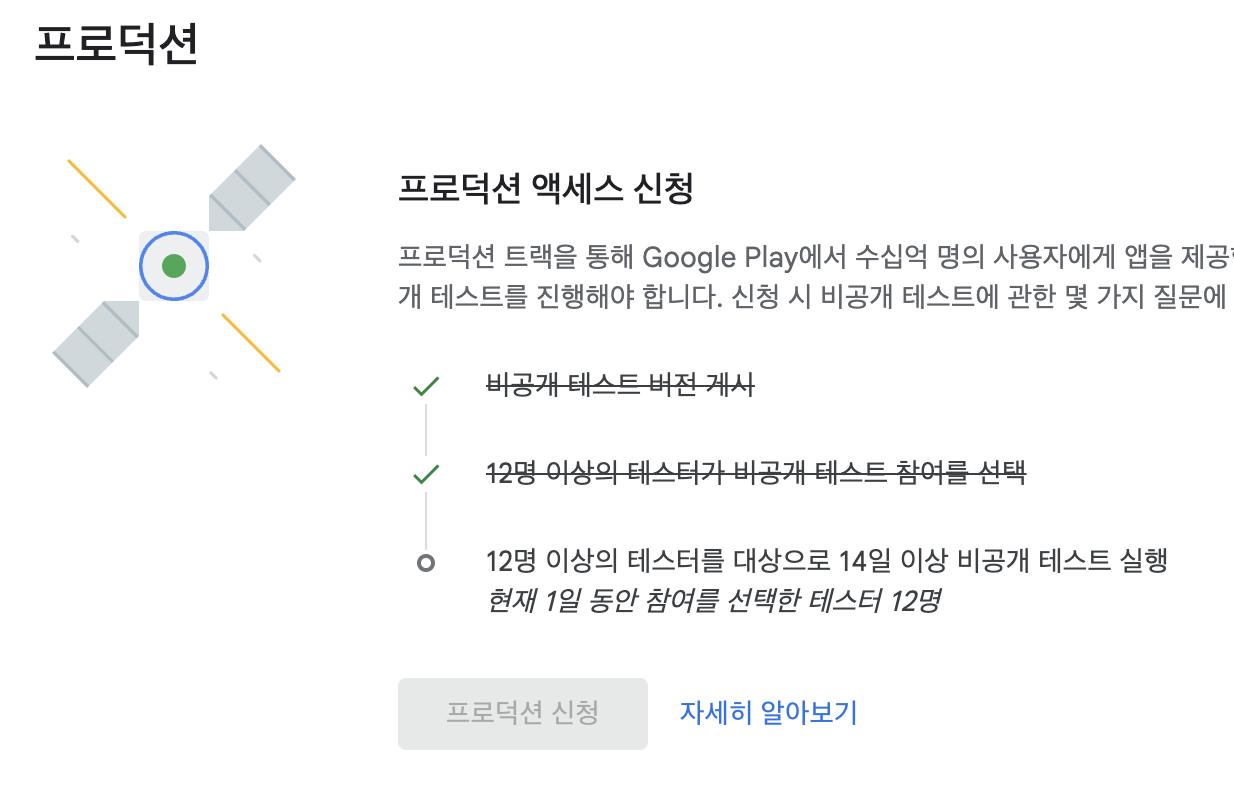 프로덕션
프로덕션 액세스 신청
프로덕션 트랙을 통해 Google Play에서 수십억 명의 사용자에게 앱을 제공
개 테스트를 진행해야 합니다. 신청 시 비공개 테스트에 관한 몇 가지 질문에
비공개 테스트 버전 게시
12명 이상의 테스터가 비공개 테스트 참여를 선택
12명 이상의 테스터를 대상으로 14일 이상 비공개 테스트 실행
현재 1일 동안 참여를 선택한 테스터 12명
프로덕션 신청
자세히 알아보기